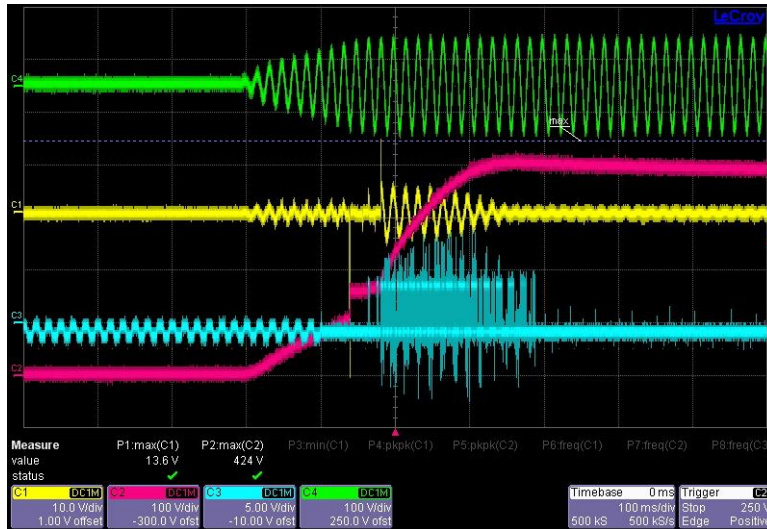 LeCroy
C4
max
C1
C3
C2
Measure P1:max(C1) P2:max(C2) P3:min(C1) P4:pkpk(C1) P5:pkpk(C2) P6:freq(C2) P7:freq(C2) P8:freq(C3)
value 13.6 V 424 V
status
C1 DC1M C2 DC1M C3 DC1M C4 DC1M Timebase 0 ms Trigger C2
10.0 V/div 100 V/div 5.00 V/div 100 V/div 100 ms/div Stop 250 V
1.00 V offset -300.0 V ofst -10.00 V ofst 250.0 V ofst 500 kS 500 kS/s Edge Positive